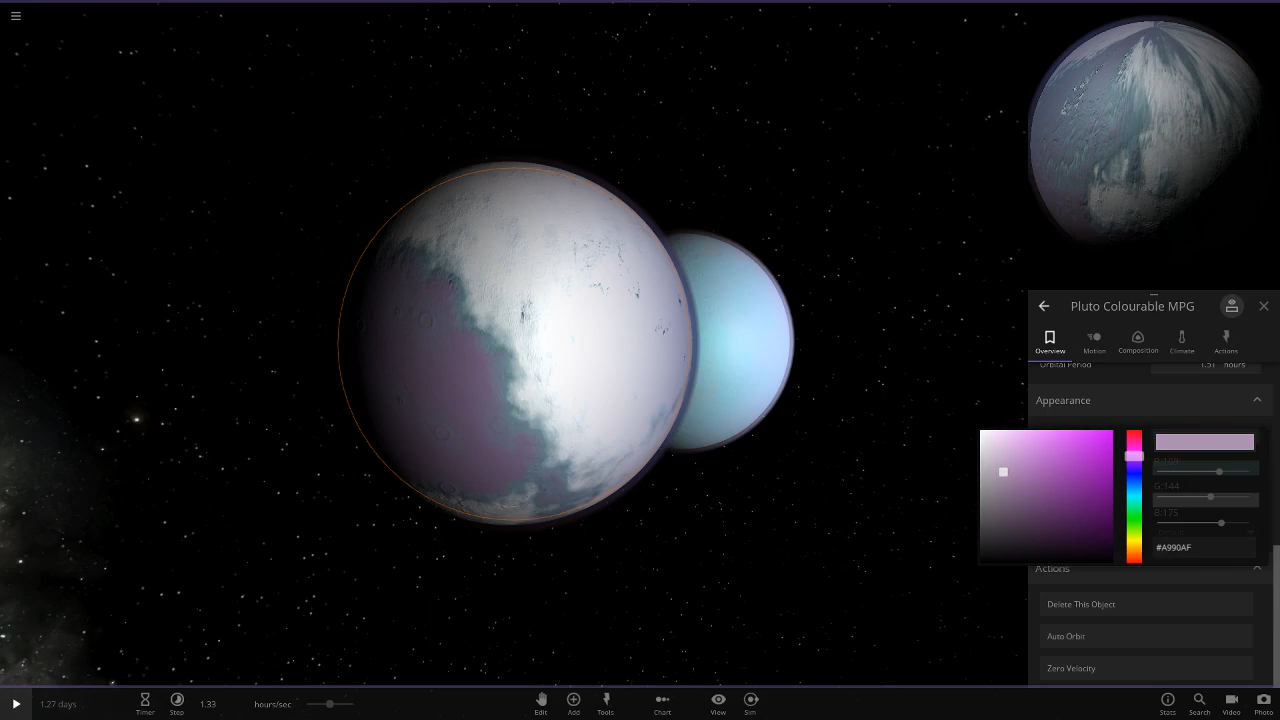 Pluto Colourable MPG
Overview
Motion
Composition
Climate
Actions
Orbital Period
1.51 hours
Appearance
R:169
G:144
B:175
#A990AF
Actions
Delete This Object
Auto Orbit
Zero Velocity
1.27 days
Timer
Step
1.33
hours/sec
Edit
Add
Tools
Chart
View
Sim
Stats
Search
Video
Photo